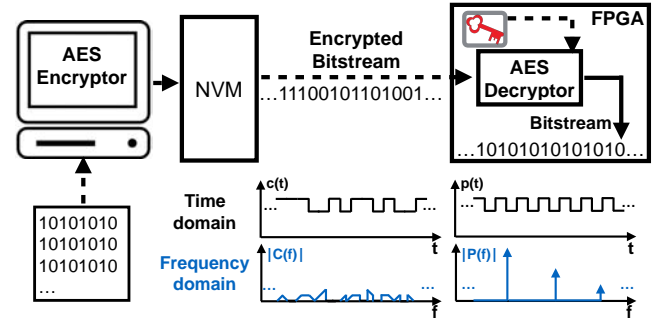 AES
Encryptor
NVM
Encrypted
Bitstream
...11100101101001...
FPGA
AES
Decryptor
Bitstream
...10101010101010...
10101010
10101010
10101010
...
Time
domain
c(t)
... ...
t
p(t)
... ...
t
Frequency
domain
|C(f)|
... ...
f
|P(f)|
... ...
f